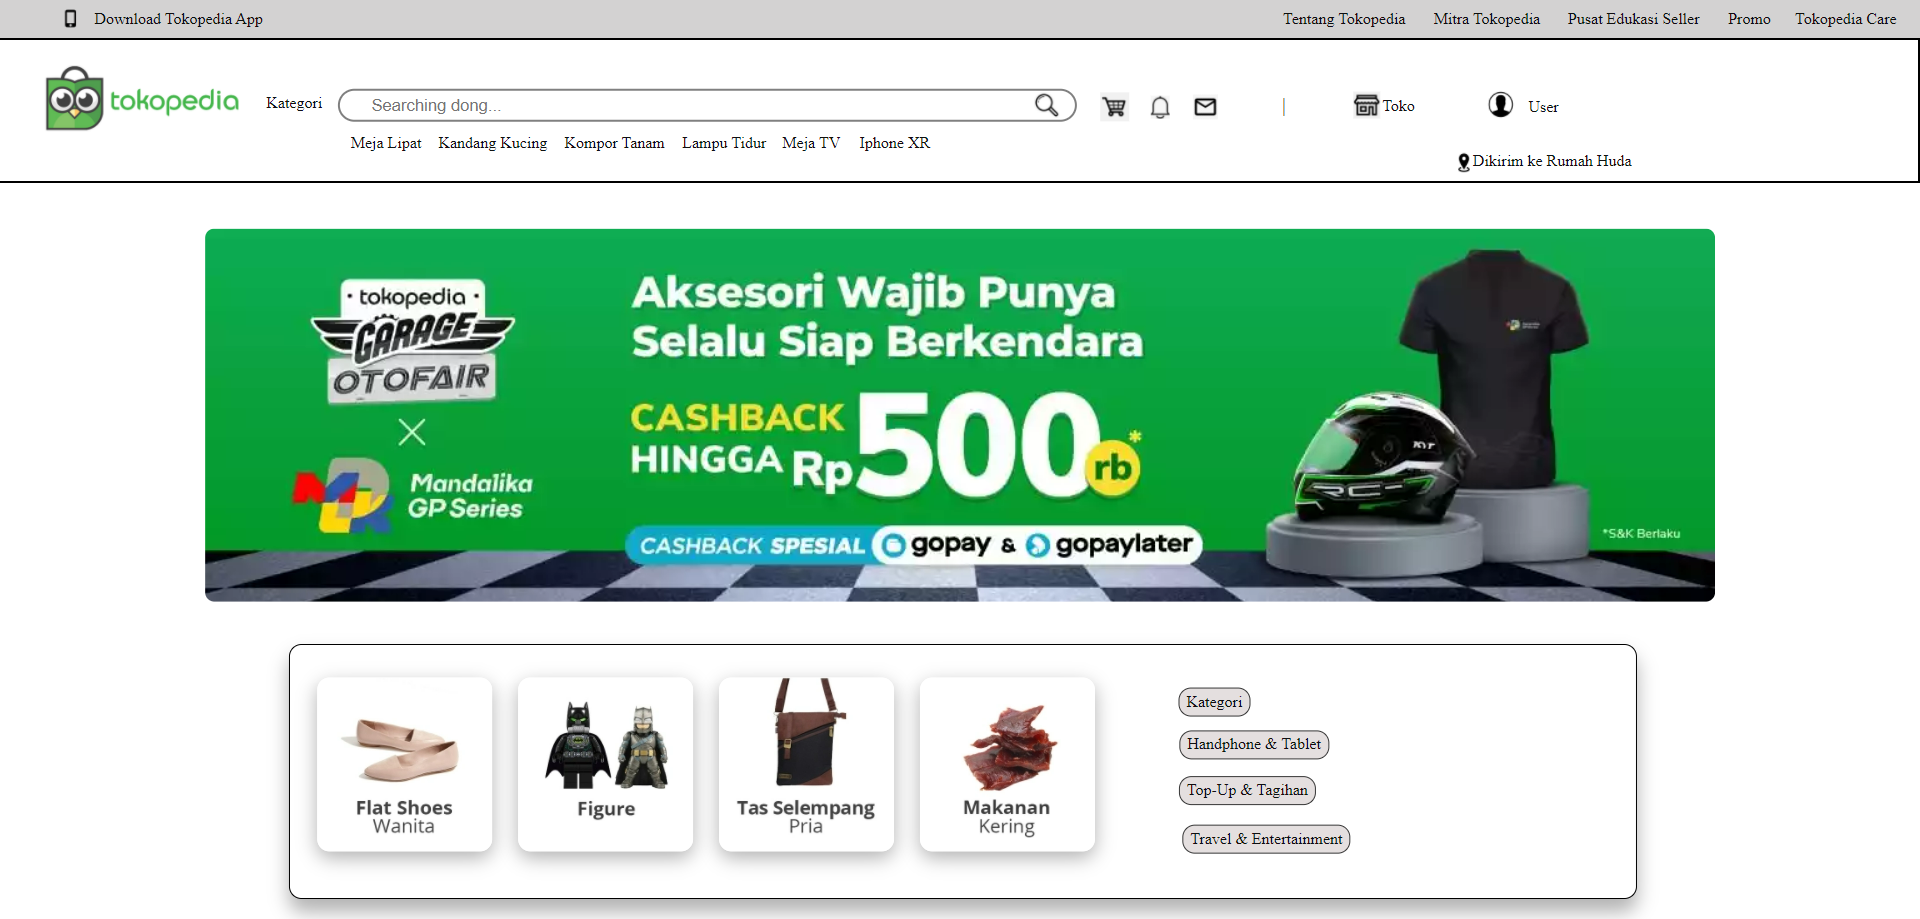 Download Tokopedia App
Tentang Tokopedia
Mitra Tokopedia
Pusat Edukasi Seller
Promo
Tokopedia Care
tokopedia
Kategori
Searching dong...
Toko
User
Meja Lipat
Kandang Kucing
Kompor Tanam
Lampu Tidur
Meja TV
Iphone XR
Dikirim ke Rumah Huda
· tokopedia ·
GARAGE
OTOFAIR
Mandalika
GP Series
Aksesori Wajib Punya
Selalu Siap Berkendara
CASHBACK
HINGGA Rp500rb*
CASHBACK SPESIAL gopay & gopaylater
KYT
RC-7
*S&K Berlaku
Flat Shoes
Wanita
Figure
Tas Selempang
Pria
Makanan
Kering
Kategori
Handphone & Tablet
Top-Up & Tagihan
Travel & Entertainment